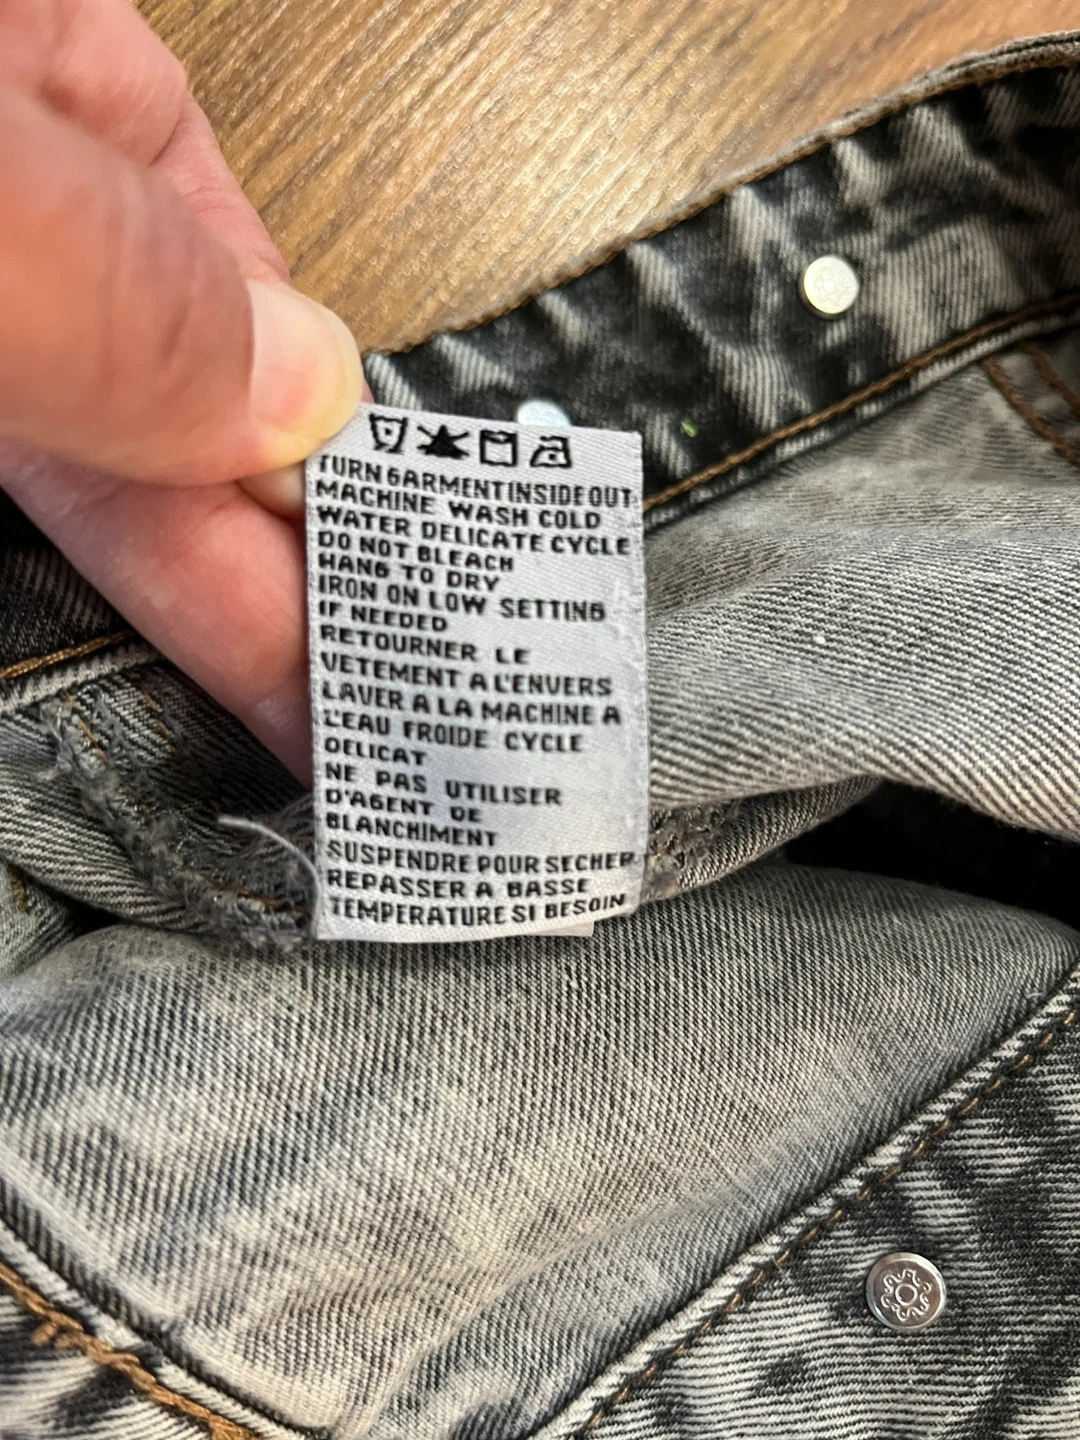 TURN GARMENT INSIDE OUT
MACHINE WASH COLD
WATER DELICATE CYCLE
DO NOT BLEACH
HANG TO DRY
IRON ON LOW SETTING
IF NEEDED
RETOURNER LE
VETEMENT A L'ENVERS
LAVER A LA MACHINE A
L'EAU FROIDE CYCLE
DELICAT
NE PAS UTILISER
D'AGENT DE
BLANCHIMENT
SUSPENDRE POUR SECHER
REPASSER A BASSE
TEMPERATURE SI BESOIN